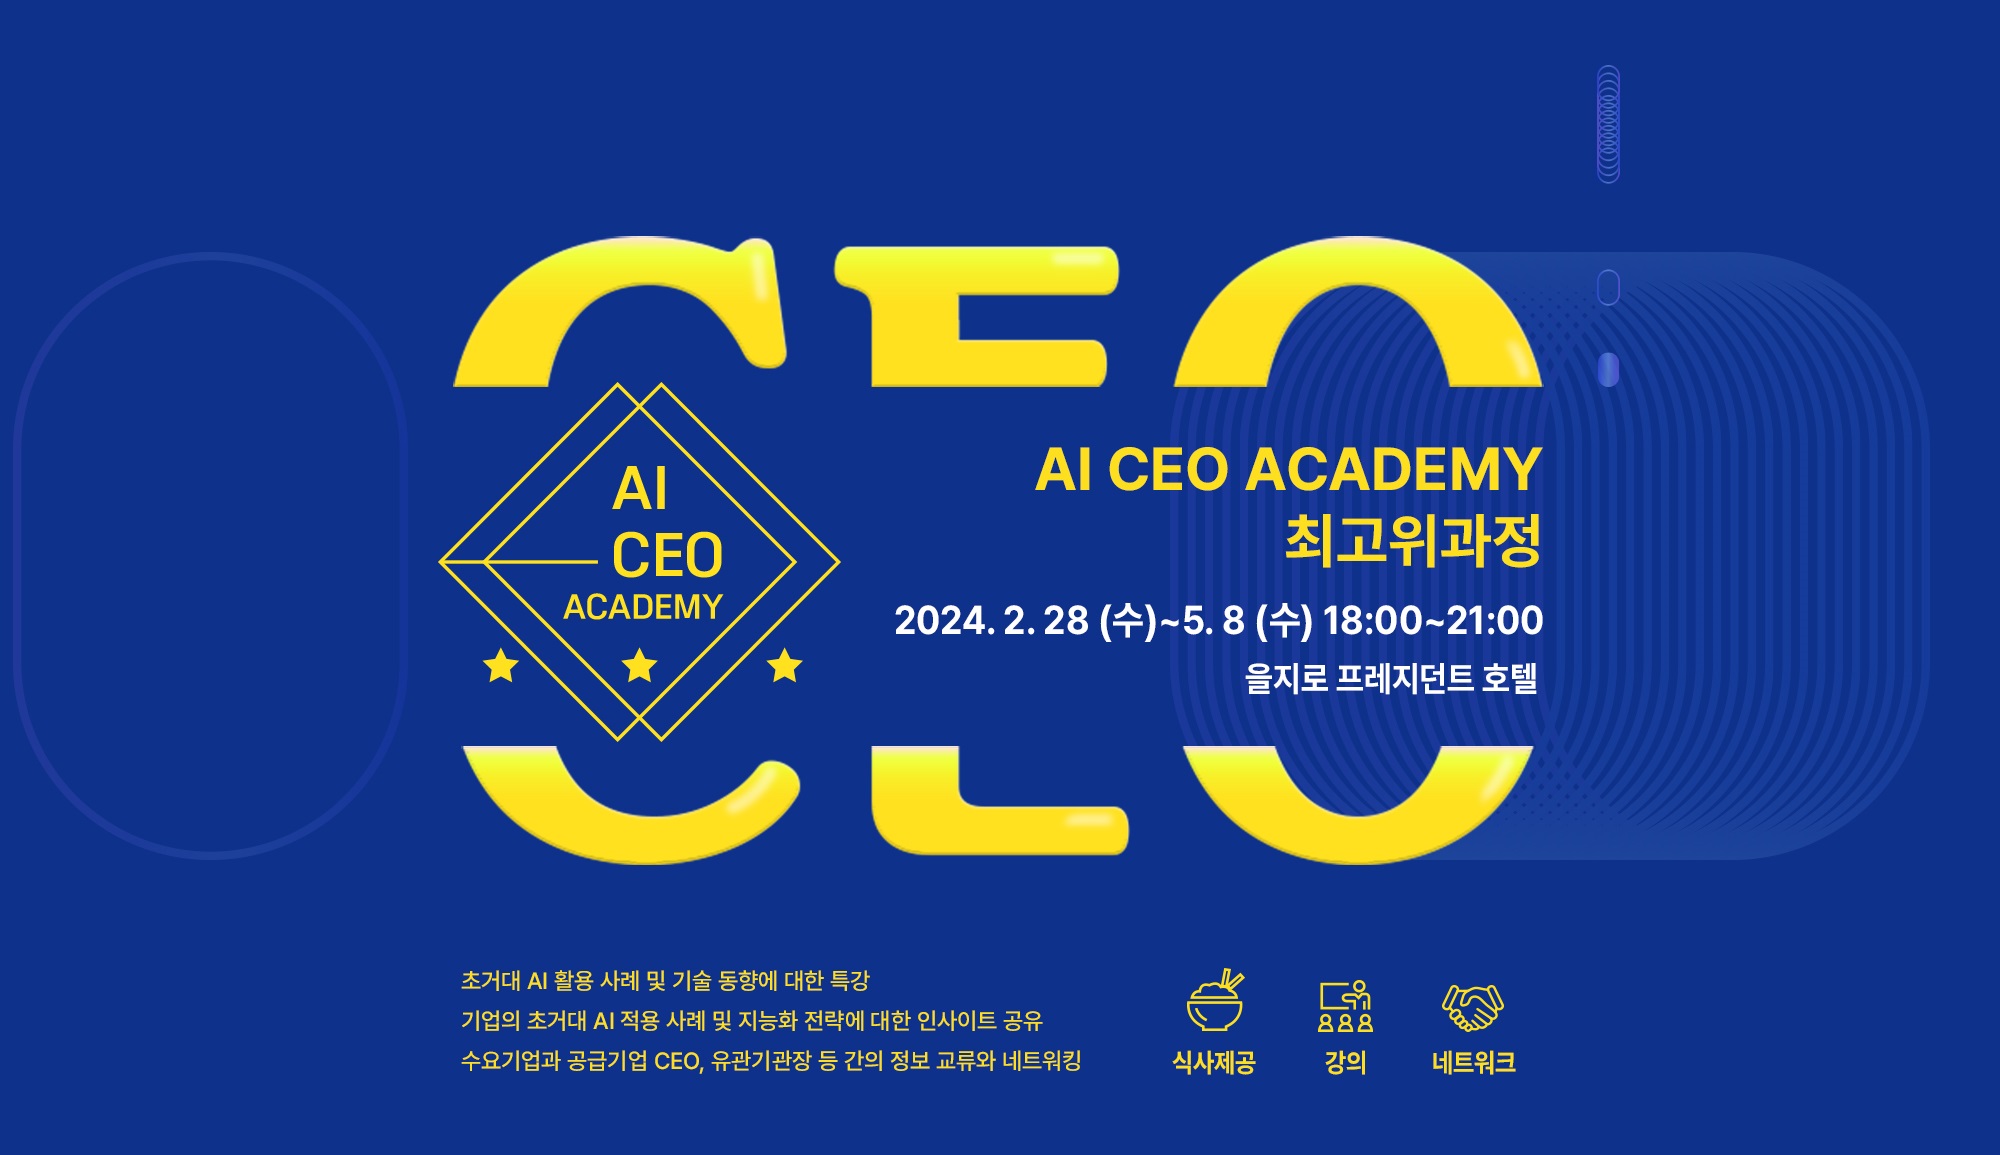 CEO
AI
CEO
ACADEMY
AI CEO ACADEMY
최고위과정
2024. 2. 28 (수)~5. 8 (수) 18:00~21:00
을지로 프레지던트 호텔
초거대 AI 활용 사례 및 기술 동향에 대한 특강
기업의 초거대 AI 적용 사례 및 지능화 전략에 대한 인사이트 공유
수요기업과 공급기업 CEO, 유관기관장 등 간의 정보 교류와 네트워킹
식사제공
강의
네트워크